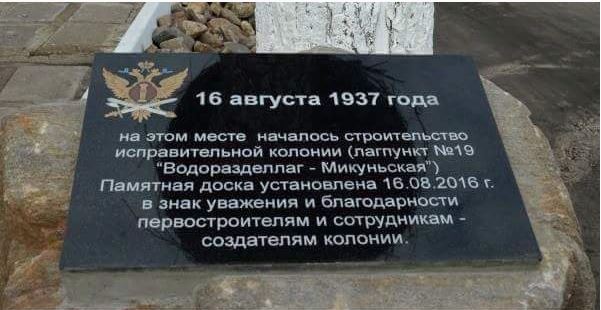 16 августа 1937 года
на этом месте началось строительство
исправительной колонии (лагпункт №19
"Водоразделлаг - Микуньская")
Памятная доска установлена 16.08.2016 г.
в знак уважения и благодарности
первостроителям и сотрудникам -
создателям колонии.